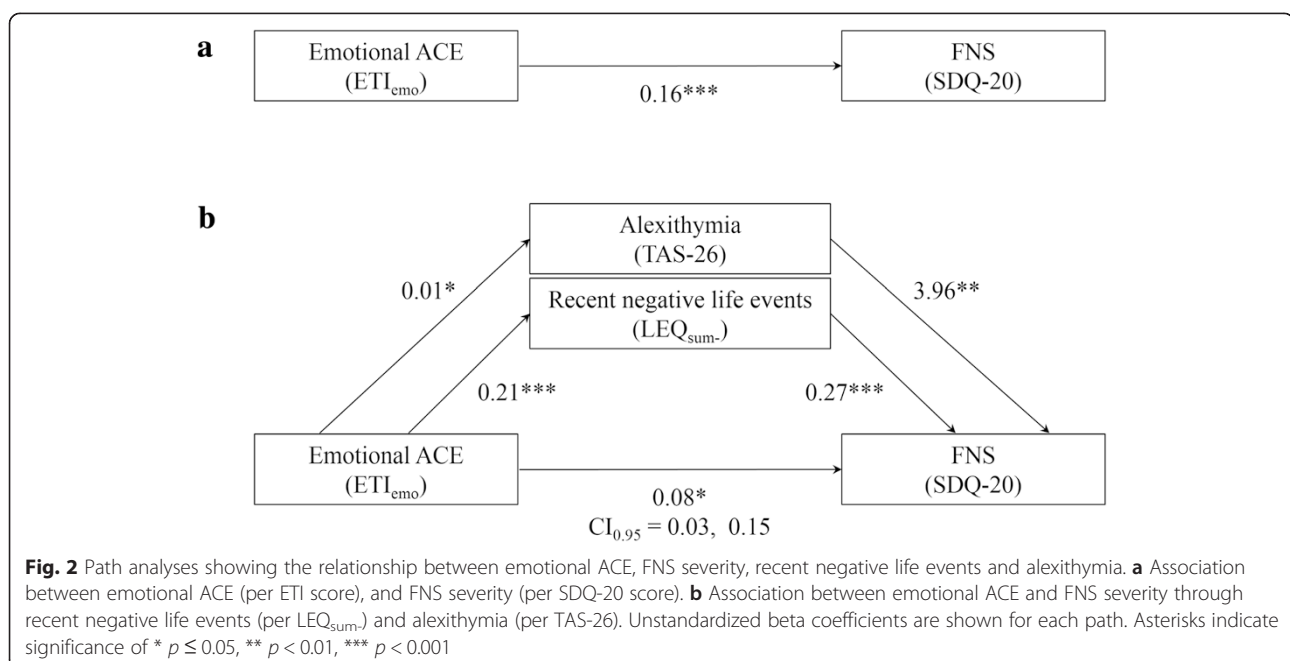 a
Emotional ACE
(ETIemo)
FNS
(SDQ-20)
0.16***
b
Alexithymia
(TAS-26)
Recent negative life events
(LEQsum-)
0.01*
3.96**
0.21***
0.27***
Emotional ACE
(ETIemo)
FNS
(SDQ-20)
0.08*
CI0.95 = 0.03, 0.15
Fig. 2 Path analyses showing the relationship between emotional ACE, FNS severity, recent negative life events and alexithymia. a Association
between emotional ACE (per ETI score), and FNS severity (per SDQ-20 score). b Association between emotional ACE and FNS severity through
recent negative life events (per LEQsum-) and alexithymia (per TAS-26). Unstandardized beta coefficients are shown for each path. Asterisks indicate
significance of * p ≤ 0.05, ** p < 0.01, *** p < 0.001